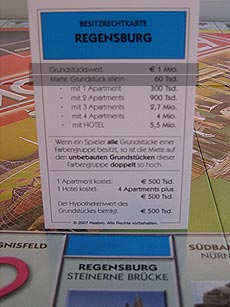 BESITZRECHTKARTE
REGENSBURG
Grundstückswert € 1 Mio.
Miete Grundstück allein 60 Tsd.
- mit 1 Apartment 300 Tsd.
- mit 2 Apartments 900 Tsd.
- mit 3 Apartments 2,7 Mio.
- mit 4 Apartments 4 Mio.
- mit HOTEL 5,5 Mio.
Wenn ein Spieler alle Grundstücke einer
Farbengruppe besitzt, so ist die Miete auf
den unbebauten Grundstücken dieser
Farbengruppe doppelt so hoch.
1 Apartment kostet: € 500 Tsd.
1 Hotel kostet: 4 Apartments plus
€ 500 Tsd.
Der Hypothekenwert des
Grundstückes beträgt € 500 Tsd.
© 2007 Hasbro. Alle Rechte vorbehalten.
GNISFELD
REGENSBURG
STEINERNE BRÜCKE
SÜDBA
NÜRN